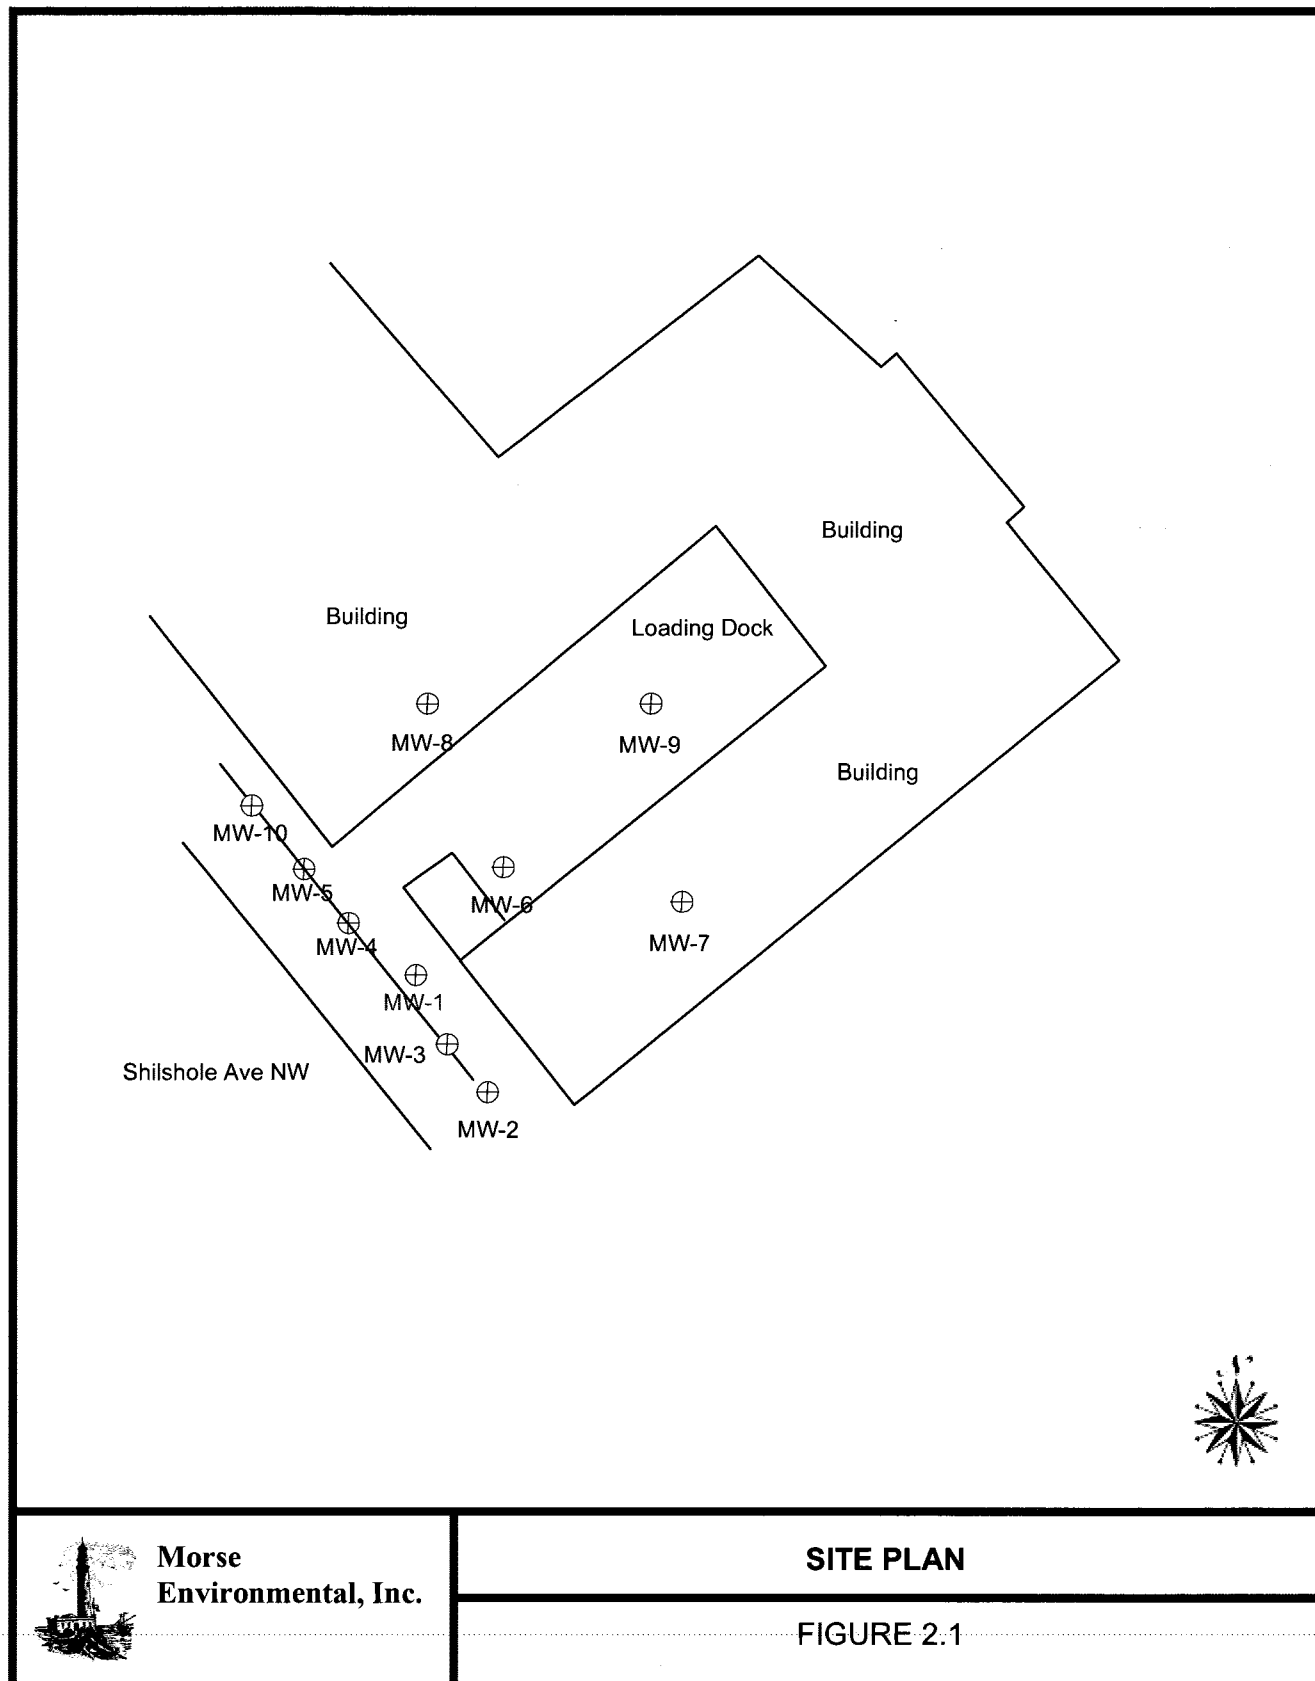 Building
Building
Loading Dock
MW-8
MW-9
Building
MW-10
MW-5
MW-6
MW-4
MW-7
MW-1
MW-3
Shilshole Ave NW
MW-2
Morse
Environmental, Inc.
SITE PLAN
FIGURE 2.1